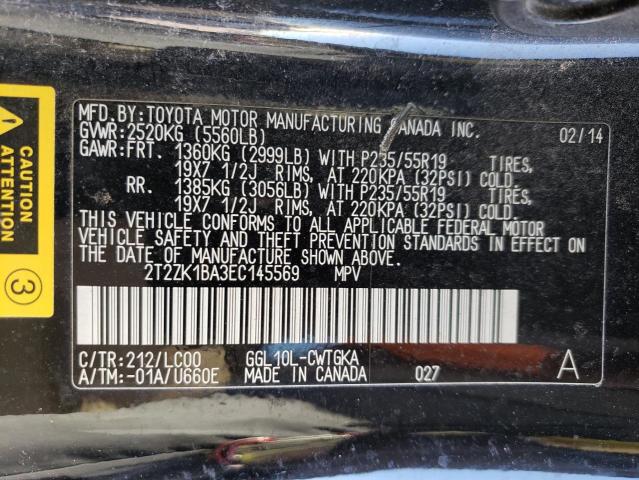 CAUTION
ATTENTION
3
MFD.BY:TOYOTA MOTOR MANUFACTURING CANADA INC. 02/14
GVWR:2520KG (5560LB)
GAWR:FRT. 1360KG (2999LB) WITH P235/55R19 TIRES,
19X7 1/2J RIMS, AT 220KPA (32PSI) COLD.
RR. 1385KG (3056LB) WITH P235/55R19 TIRES,
19X7 1/2J RIMS, AT 220KPA (32PSI) COLD.
THIS VEHICLE CONFORMS TO ALL APPLICABLE FEDERAL MOTOR
VEHICLE SAFETY AND THEFT PREVENTION STANDARDS IN EFFECT ON
THE DATE OF MANUFACTURE SHOWN ABOVE.
2T2ZK1BA3EC145569 MPV
C/TR:212/LC00 GGL10L-CWTGKA
A/TM:-01A/U660E MADE IN CANADA 027 A